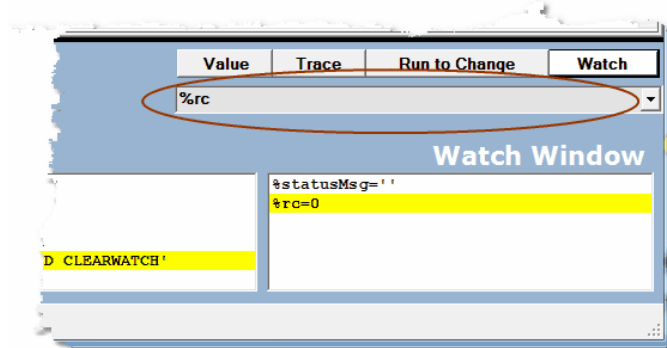 Value Trace Run to Change Watch
%rc
Watch Window
%statusMsg=''
%rc=0
D CLEARWATCH'